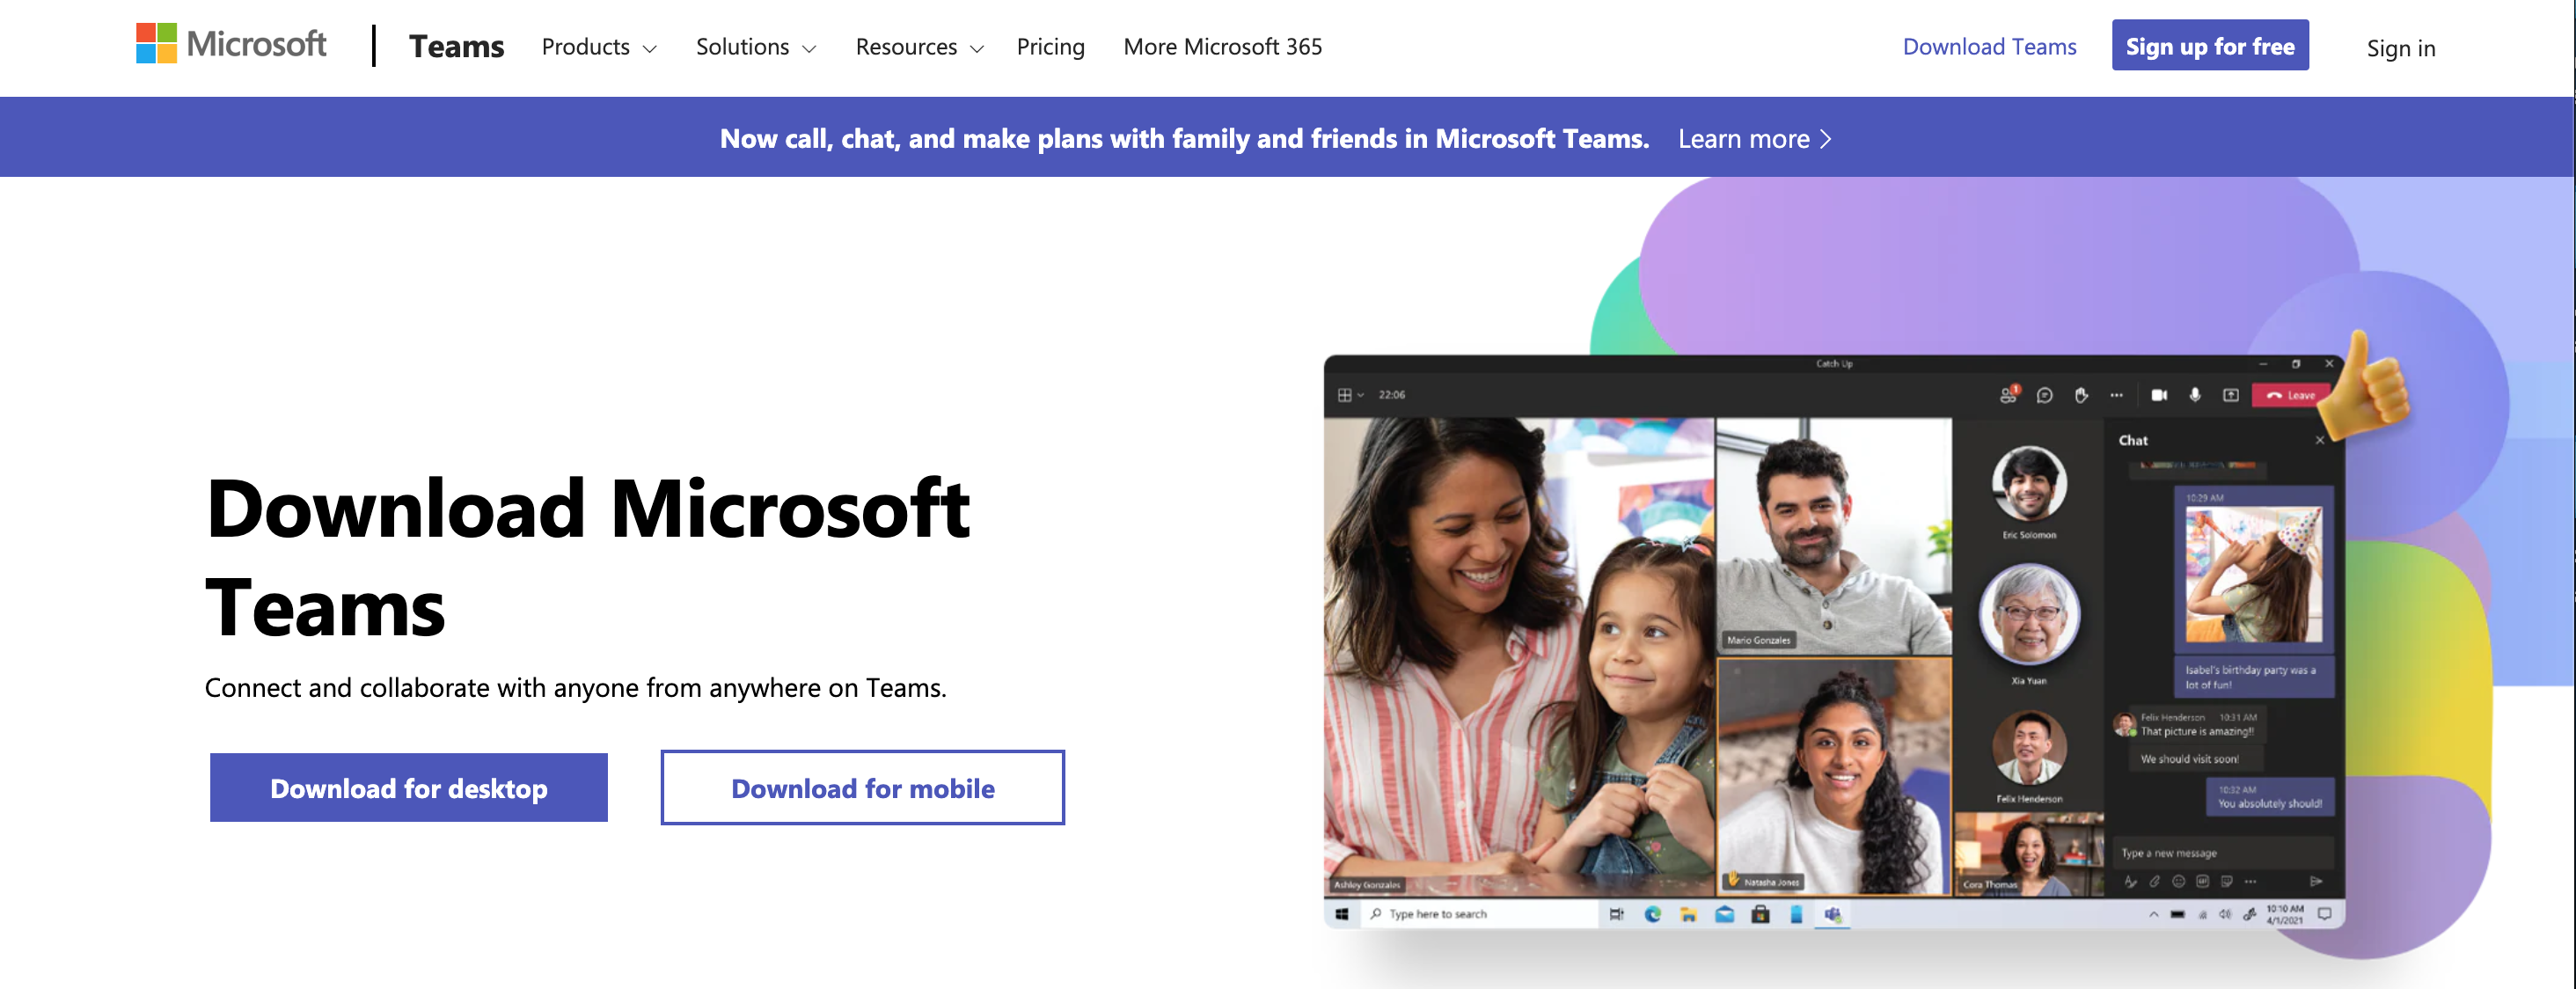 Microsoft
Teams
Products
Solutions
Resources
Pricing
More Microsoft 365
Download Teams
Sign up for free
Sign in
Now call, chat, and make plans with family and friends in Microsoft Teams.
Learn more
Download Microsoft
Teams
Connect and collaborate with anyone from anywhere on Teams.
Download for desktop
Download for mobile
Catch Up
22:06
1
Leave
Ashley Gonzales
Mario Gonzales
Natasha Jones
Eric Solomon
Xia Yuan
Felix Henderson
Cora Thomas
Chat
10:29 AM
Isabel's birthday party was a
lot of fun!
Felix Henderson 10:31 AM
That picture is amazing!!
We should visit soon!
10:32 AM
You absolutely should!
Type a new message
GIF
Type here to search
10:10 AM
4/1/2021